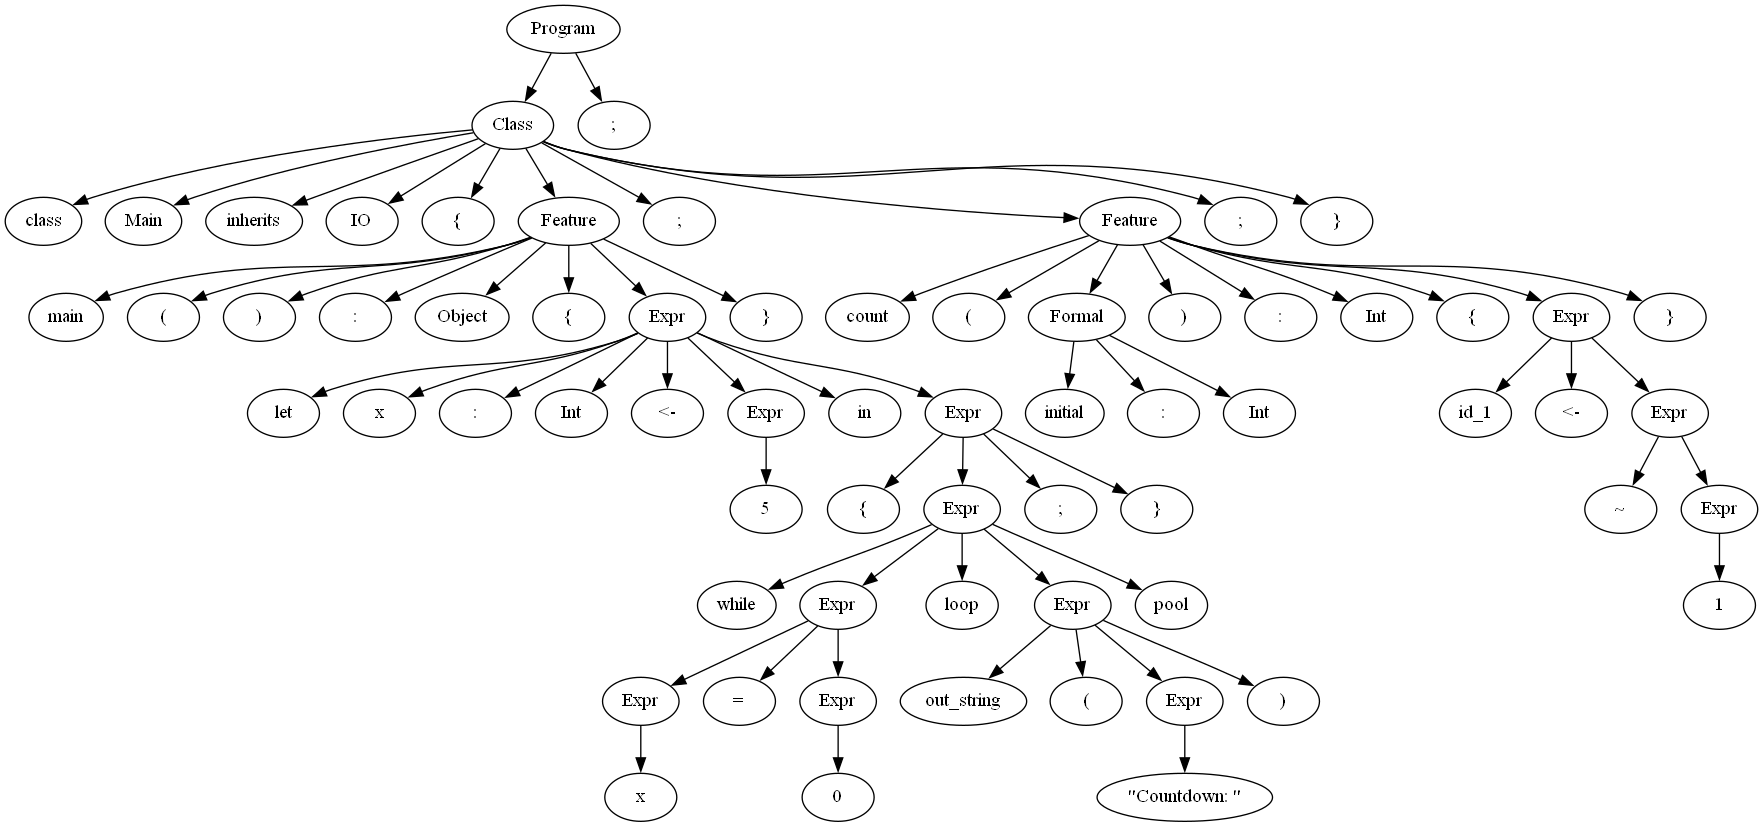 Program
Class ;
class Main inherits IO { Feature ; Feature ; }
main ( ) : Object { Expr } count ( Formal ) : Int { Expr }
let x : Int <- Expr in Expr initial : Int id_1 <- Expr
5 { Expr ; } ~ Expr
while Expr loop Expr pool 1
Expr = Expr out_string ( Expr )
x 0 "Countdown: "